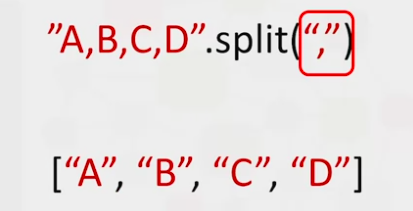 ”A,B,C,D”.split(“,”)
[“A”, “B”, “C”, “D”]